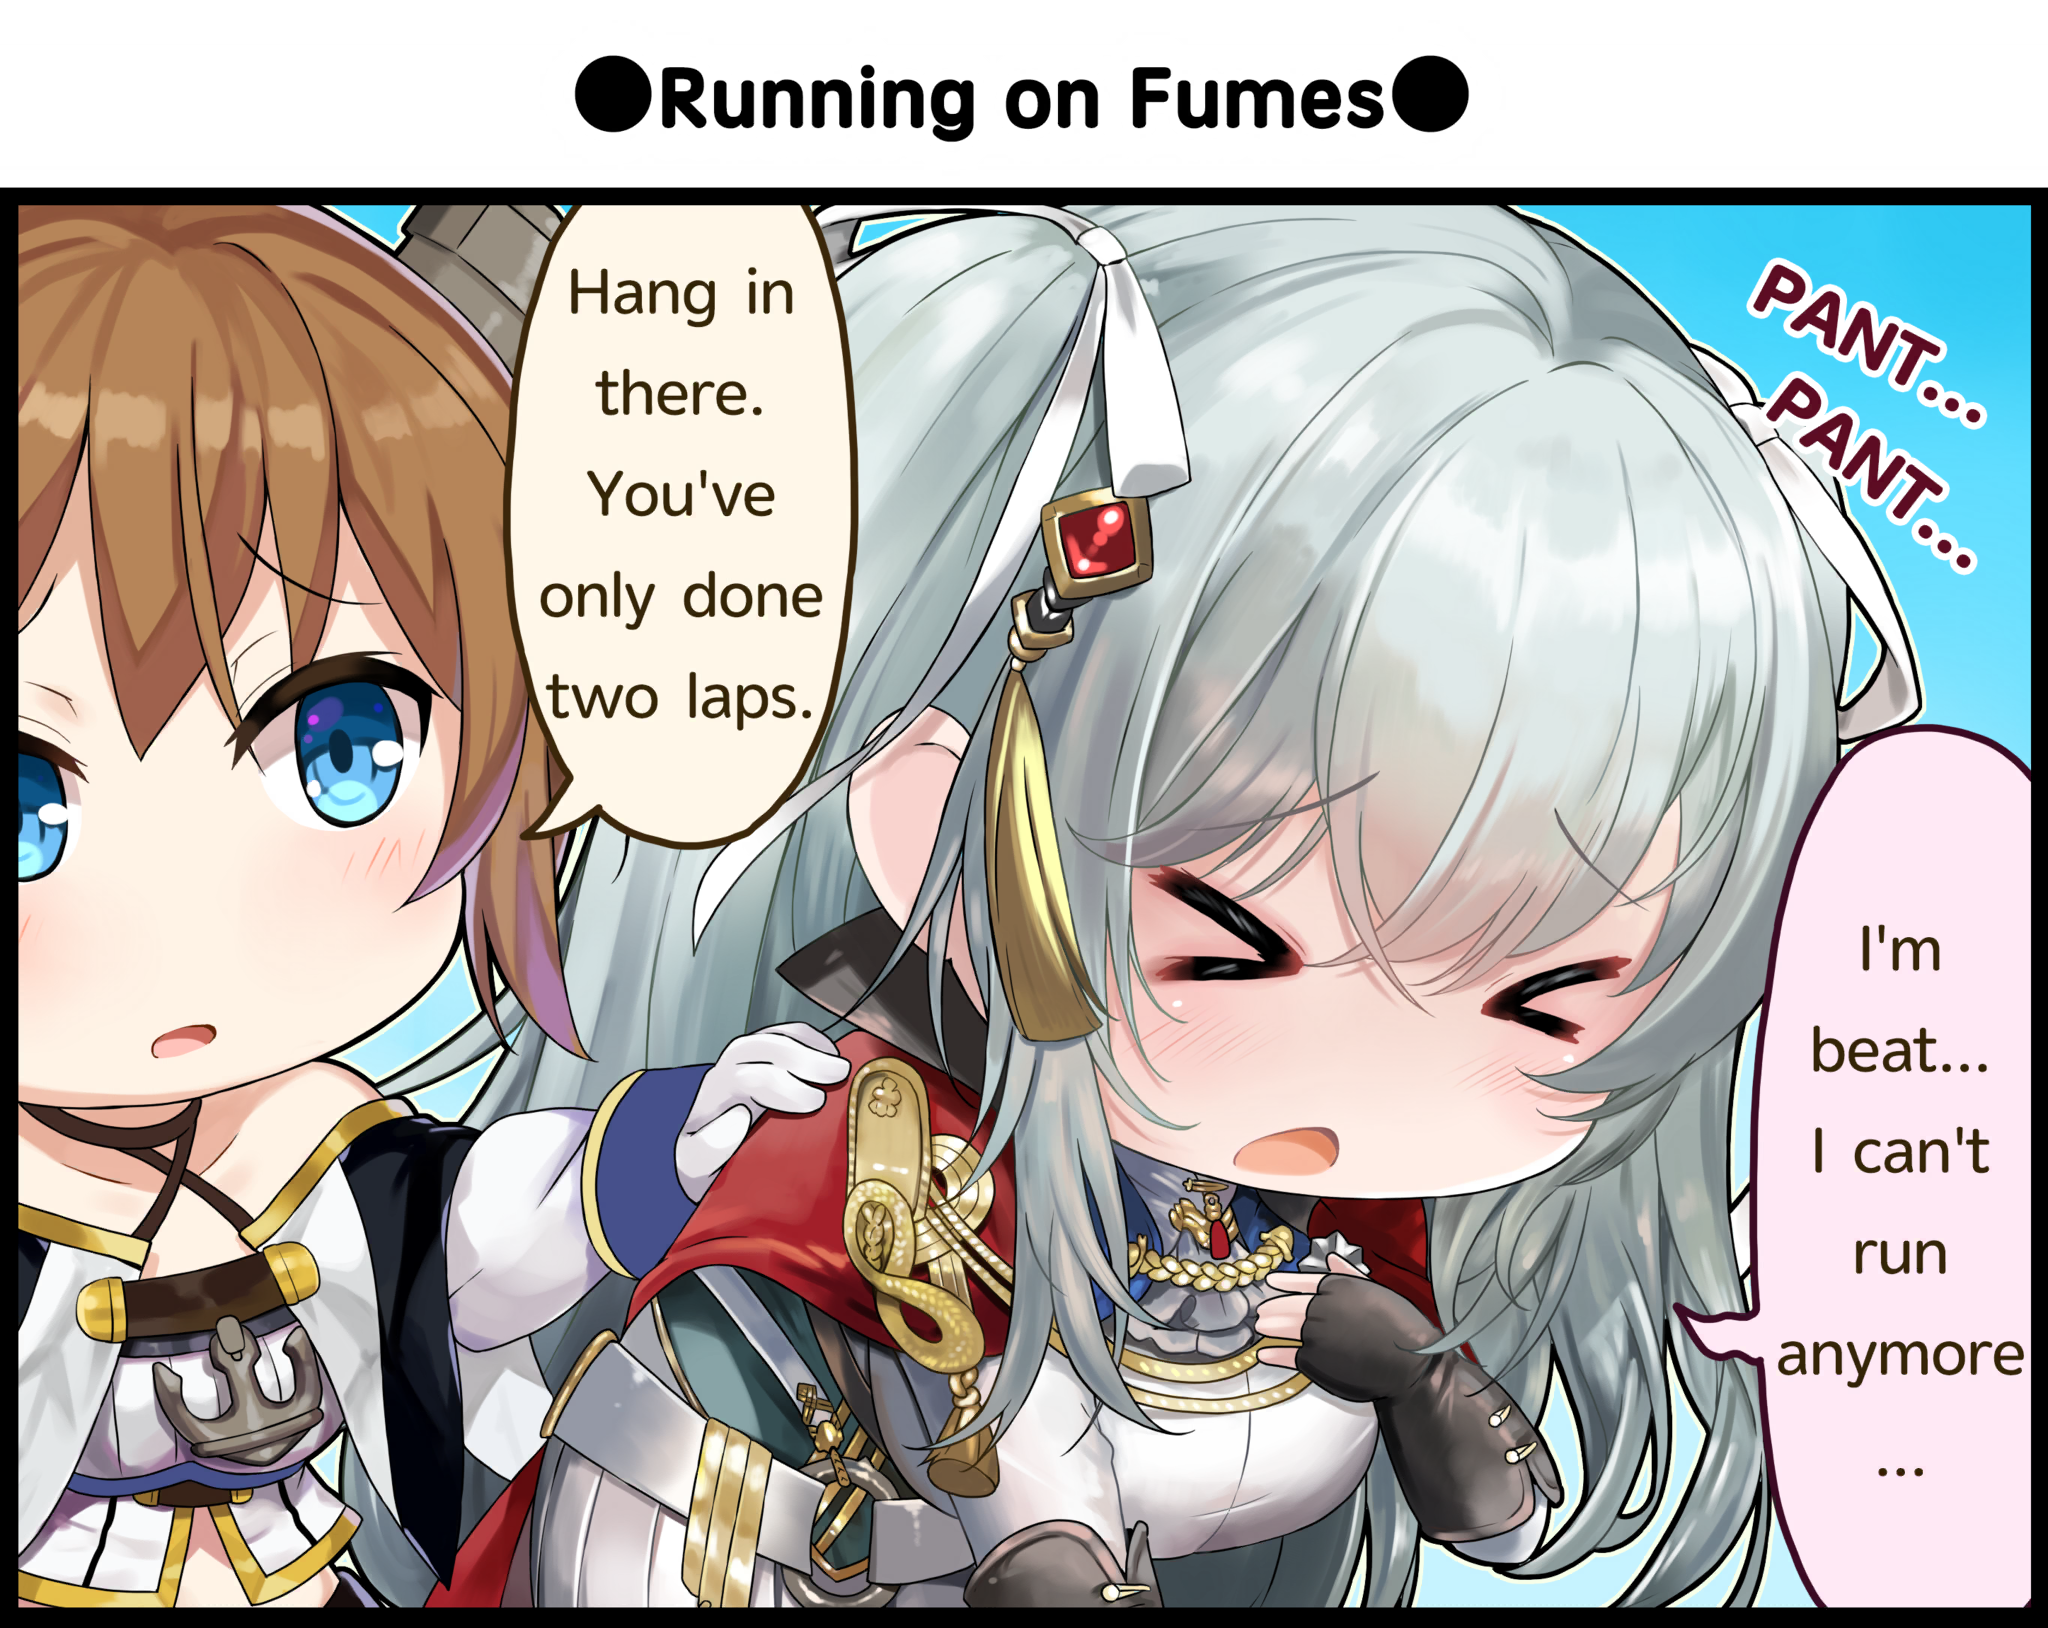 ●Running on Fumes●
PANT...
PANT...
I'm
beat...
I can't
run
anymore
...
Hang in
there.
You've
only done
two laps.